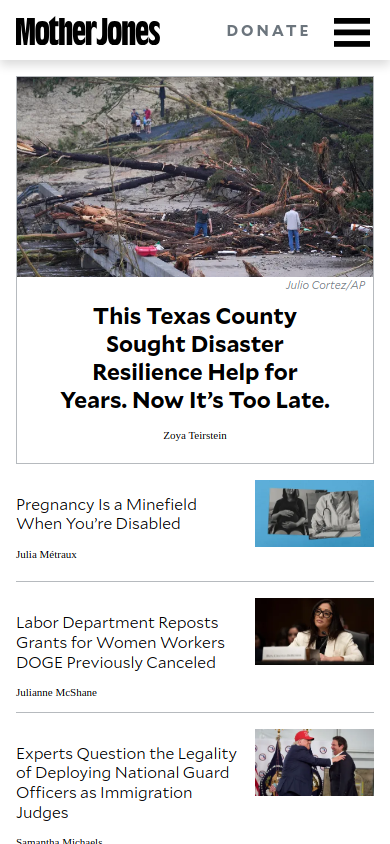 Mother Jones
DONATE
Julio Cortez/AP
This Texas County
Sought Disaster
Resilience Help for
Years. Now It’s Too Late.
Zoya Teirstein
Pregnancy Is a Minefield
When You’re Disabled
Julia Métraux
Labor Department Reposts
Grants for Women Workers
DOGE Previously Canceled
Julianne McShane
Experts Question the Legality
of Deploying National Guard
Officers as Immigration
Judges
Samantha Michaels